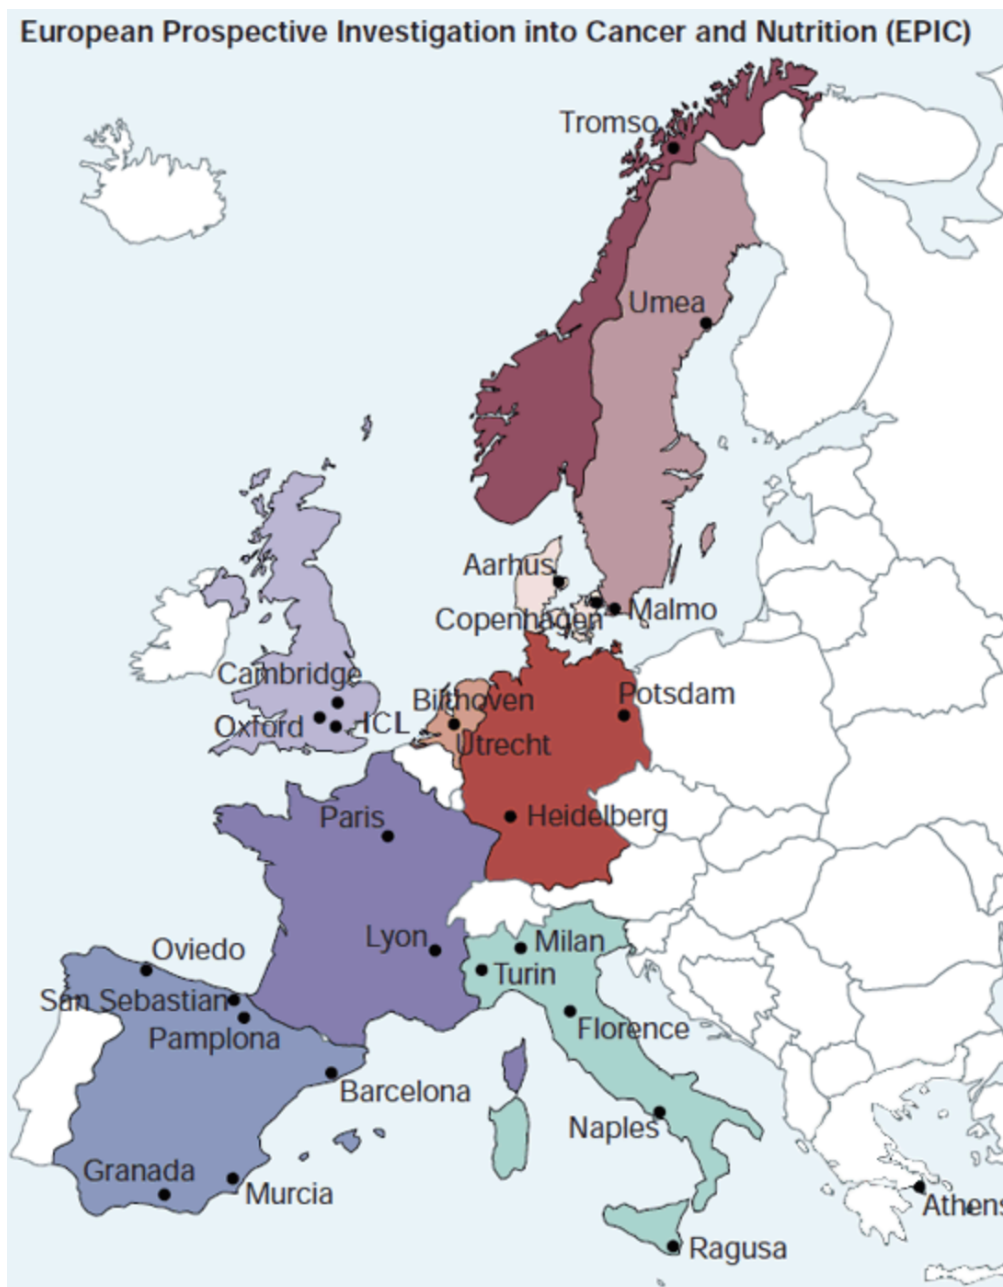 European Prospective Investigation into Cancer and Nutrition (EPIC)
Tromso
Umea
Aarhus
Copenhagen
Malmo
Cambridge
Oxford
ICL
Bilthoven
Utrecht
Potsdam
Paris
Heidelberg
Lyon
Milan
Turin
Oviedo
San Sebastian
Pamplona
Florence
Barcelona
Naples
Granada
Murcia
Athens
Ragusa